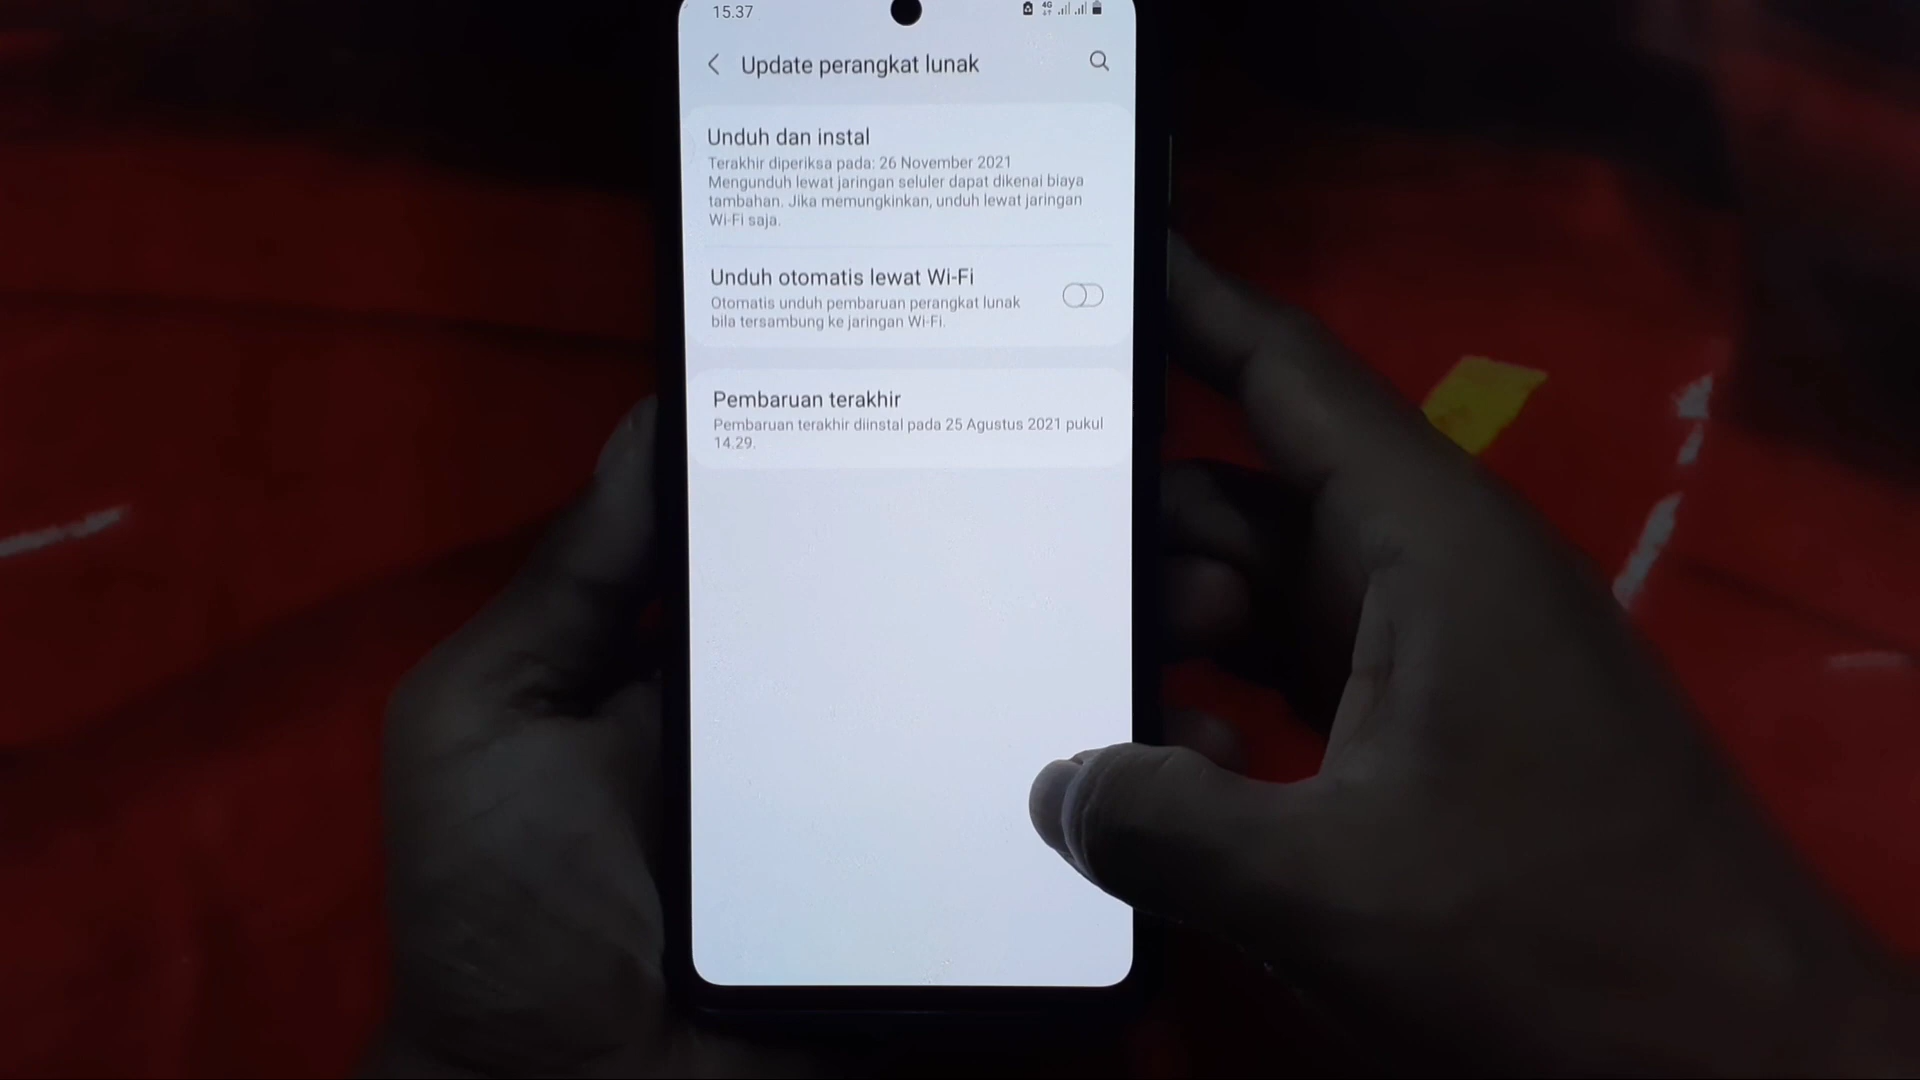 15.37
4G
Update perangkat lunak
Unduh dan instal
Terakhir diperiksa pada: 26 November 2021
Mengunduh lewat jaringan seluler dapat dikenai biaya
tambahan. Jika memungkinkan, unduh lewat jaringan
Wi-Fi saja.
Unduh otomatis lewat Wi-Fi
Otomatis unduh pembaruan perangkat lunak
bila tersambung ke jaringan Wi-Fi.
Pembaruan terakhir
Pembaruan terakhir diinstal pada 25 Agustus 2021 pukul
14.29.